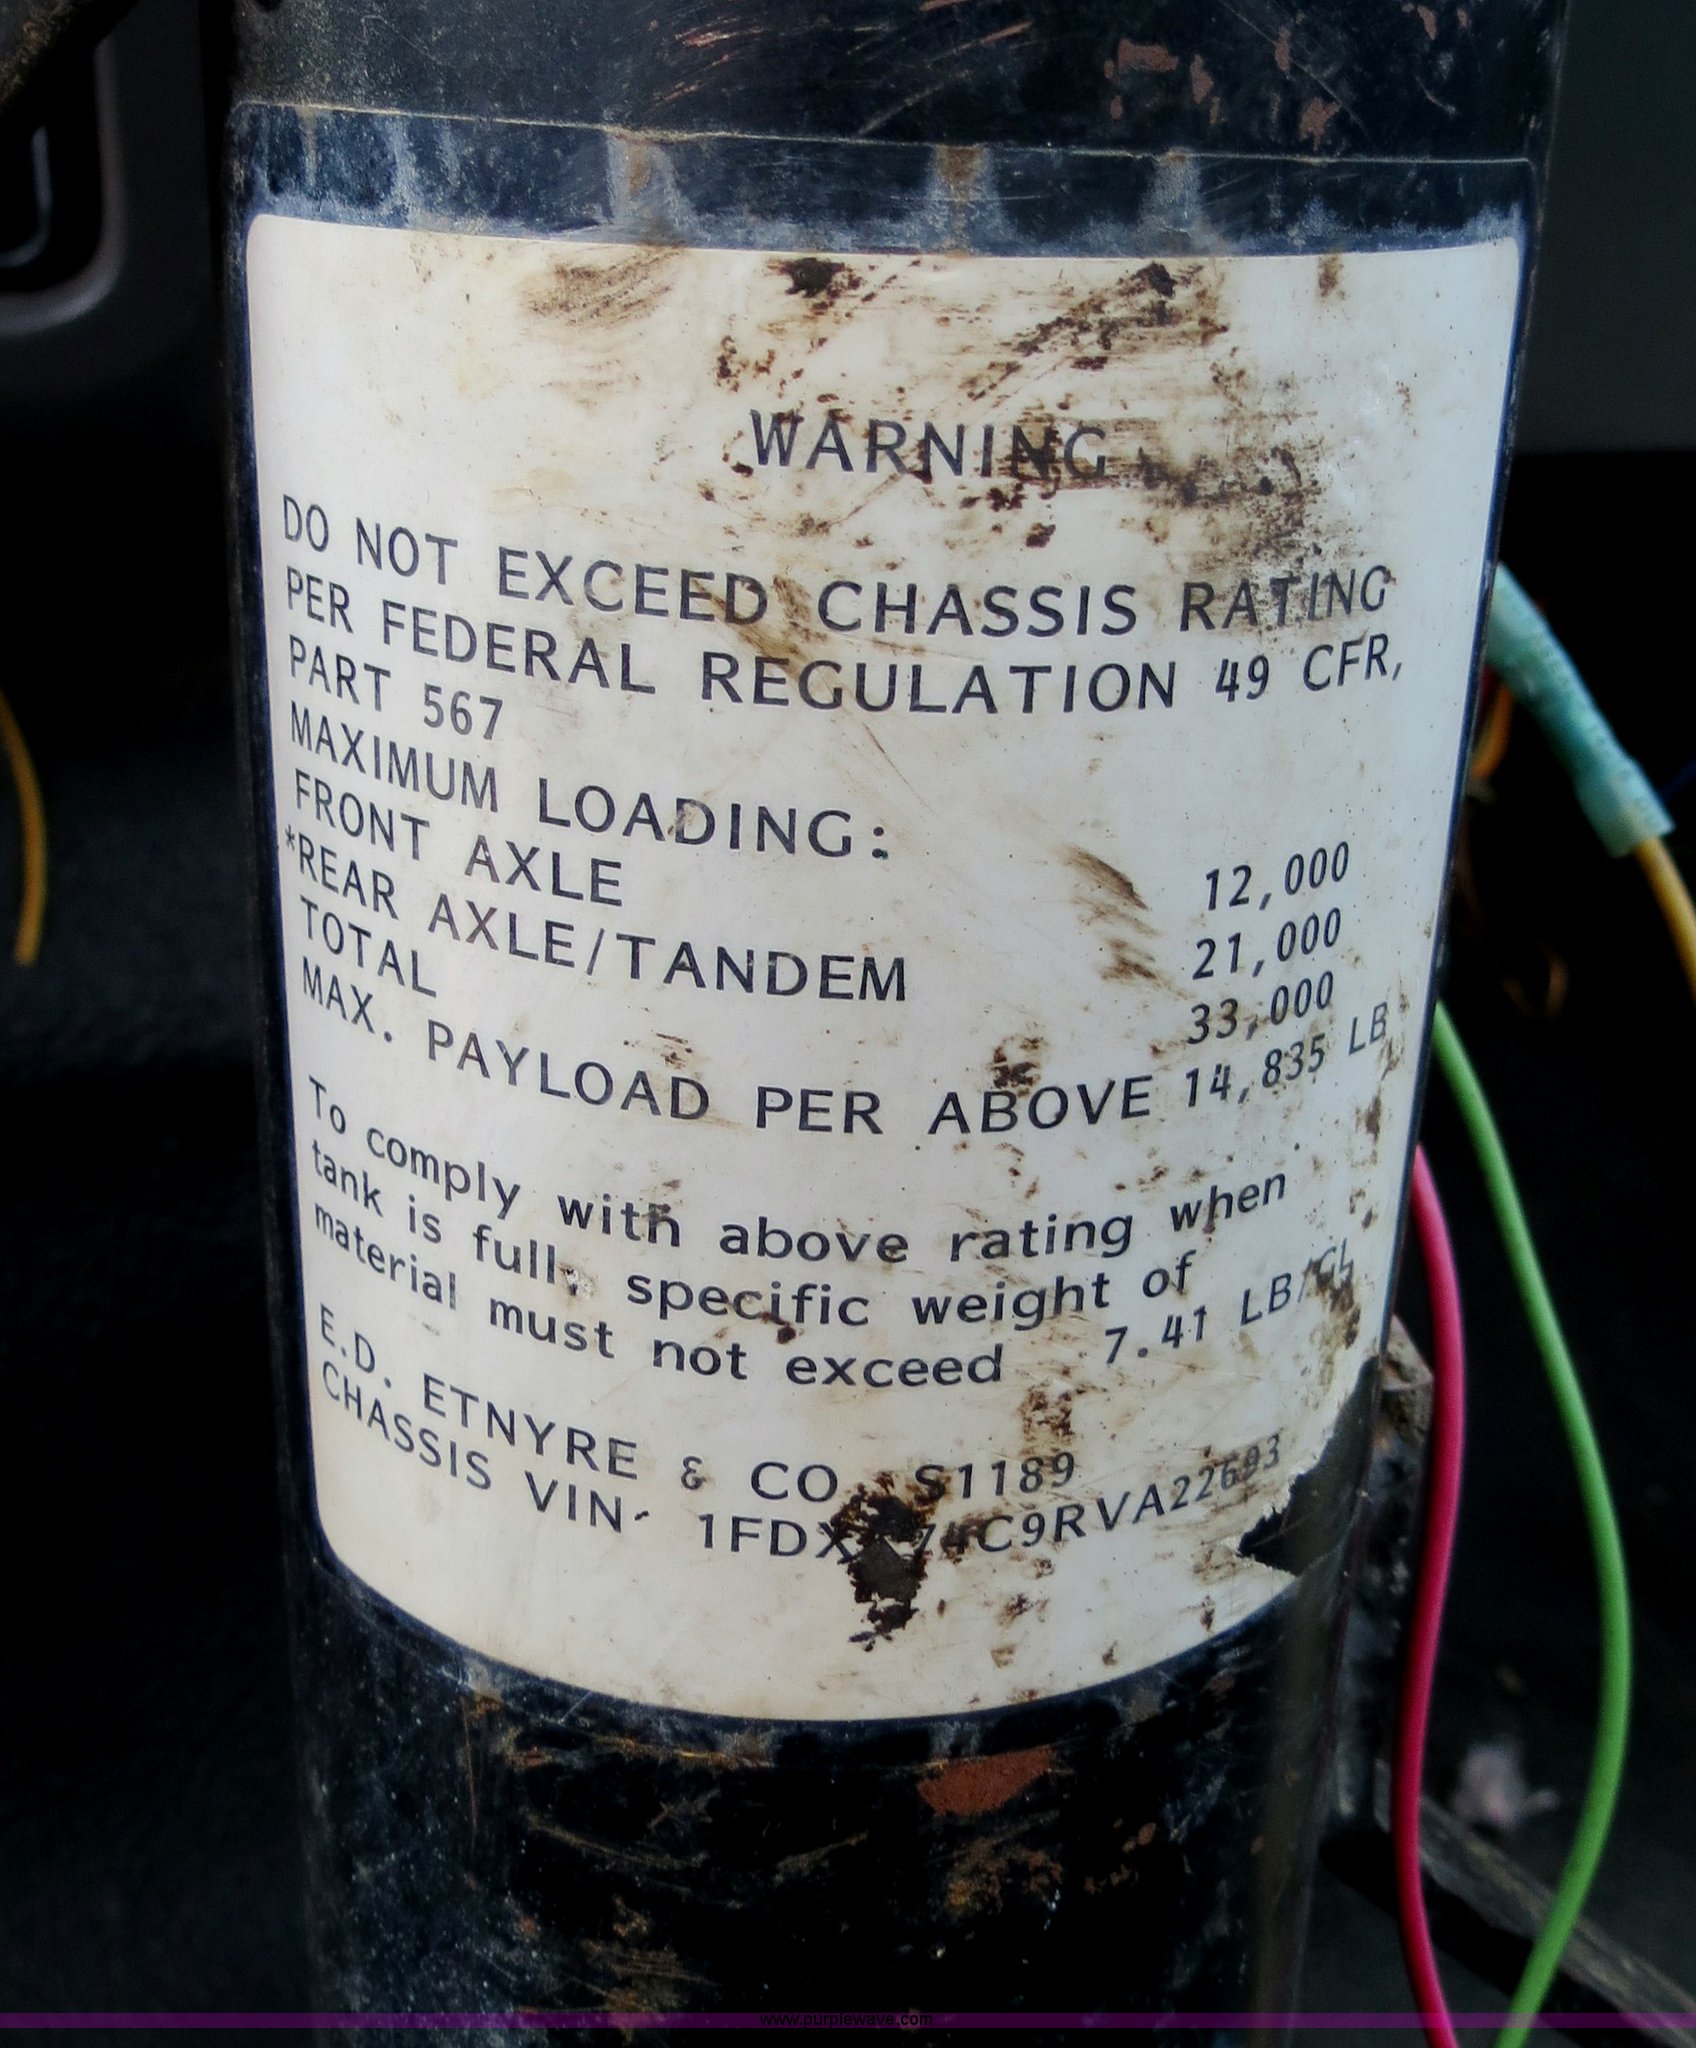 WARNING
DO NOT EXCEED CHASSIS RATING
PER FEDERAL REGULATION 49 CFR,
PART 567
MAXIMUM LOADING:
FRONT AXLE 12,000
*REAR AXLE/TANDEM 21,000
TOTAL 33,000
MAX. PAYLOAD PER ABOVE 14,835 LB
To comply with above rating when
tank is full, specific weight of
material must not exceed 7.41 LB/GL
E.D. ETNYRE & CO. S1189
CHASSIS VIN-
www.purplewave.com